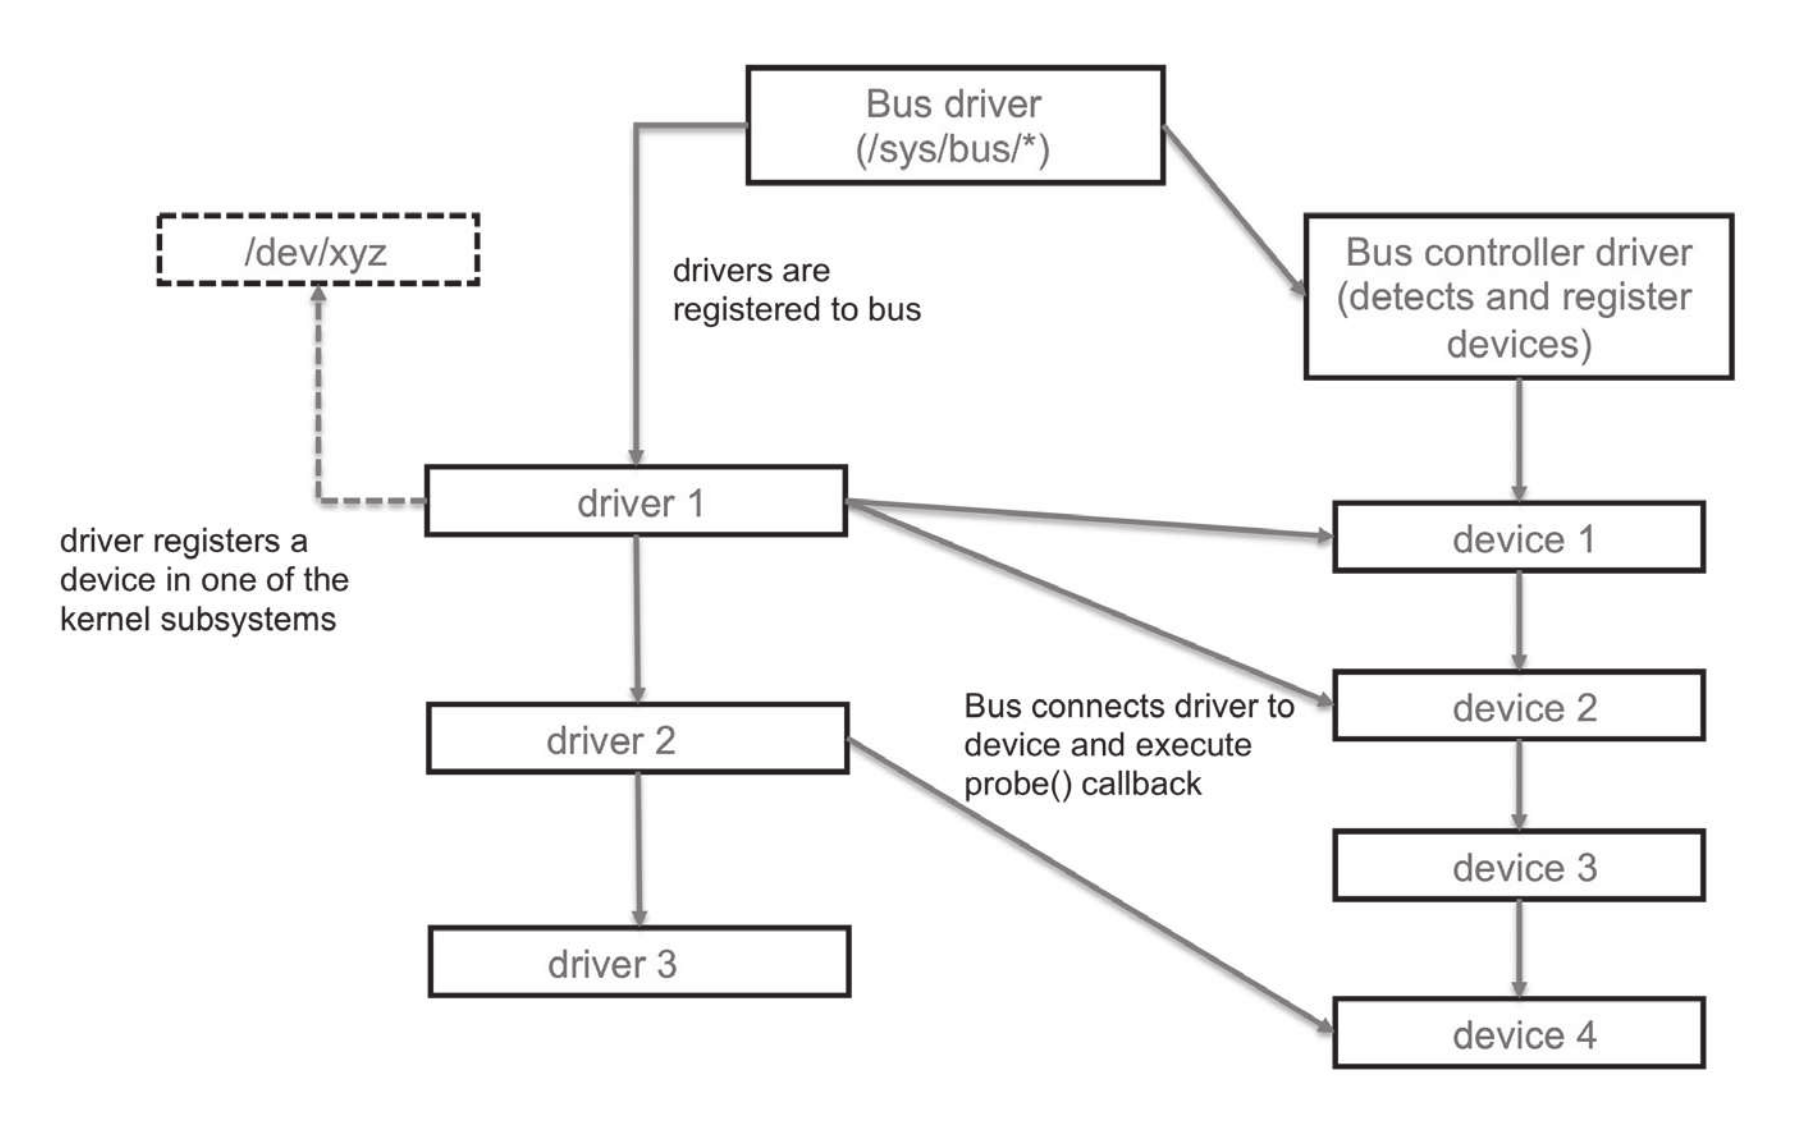 Bus driver
(/sys/bus/*)
/dev/xyz
drivers are
registered to bus
Bus controller driver
(detects and register
devices)
driver 1
driver registers a
device in one of the
kernel subsystems
device 1
driver 2
Bus connects driver to
device and execute
probe() callback
device 2
device 3
driver 3
device 4